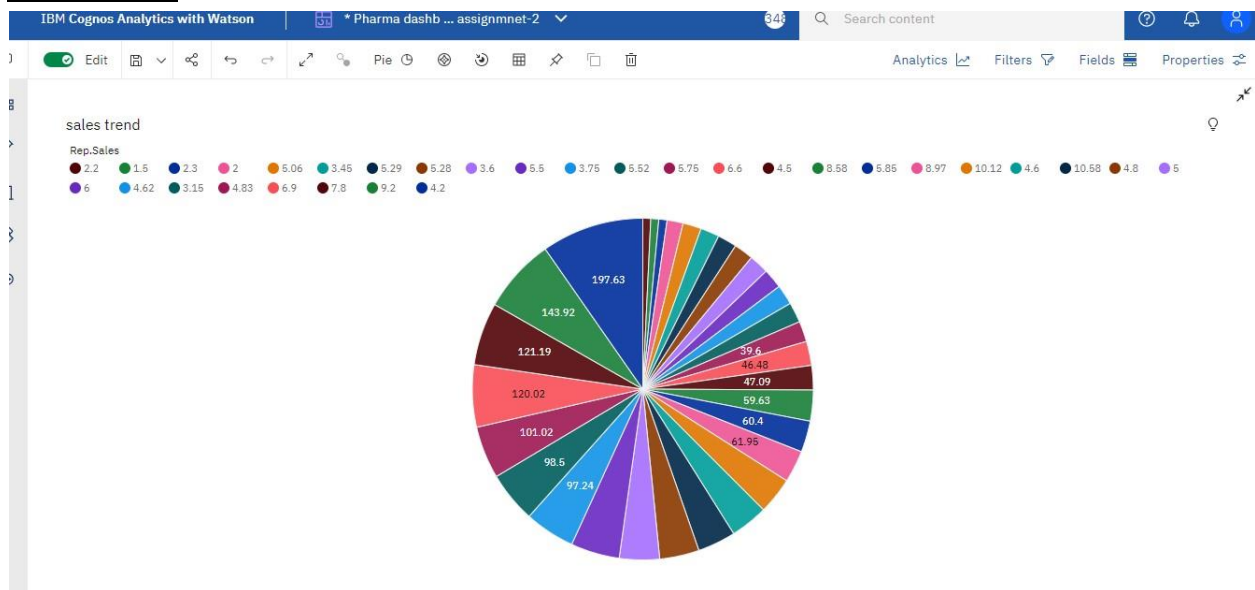 IBM Cognos Analytics with Watson
* Pharma dashb ... assignmnet-2
348
Search content
Edit
Pie
Analytics
Filters
Fields
Properties
sales trend
Rep.Sales
2.2 1.5 2.3 2 5.06 3.45 5.29 5.28 3.6 5.5 3.75 5.52 5.75 6.6 4.5 8.58 5.85 8.97 10.12 4.6 10.58 4.8 5
6 4.62 3.15 4.83 6.9 7.8 9.2 4.2
197.63
143.92
121.19
39.6
46.48
47.09
120.02
59.63
60.4
101.02
61.95
98.5
97.24